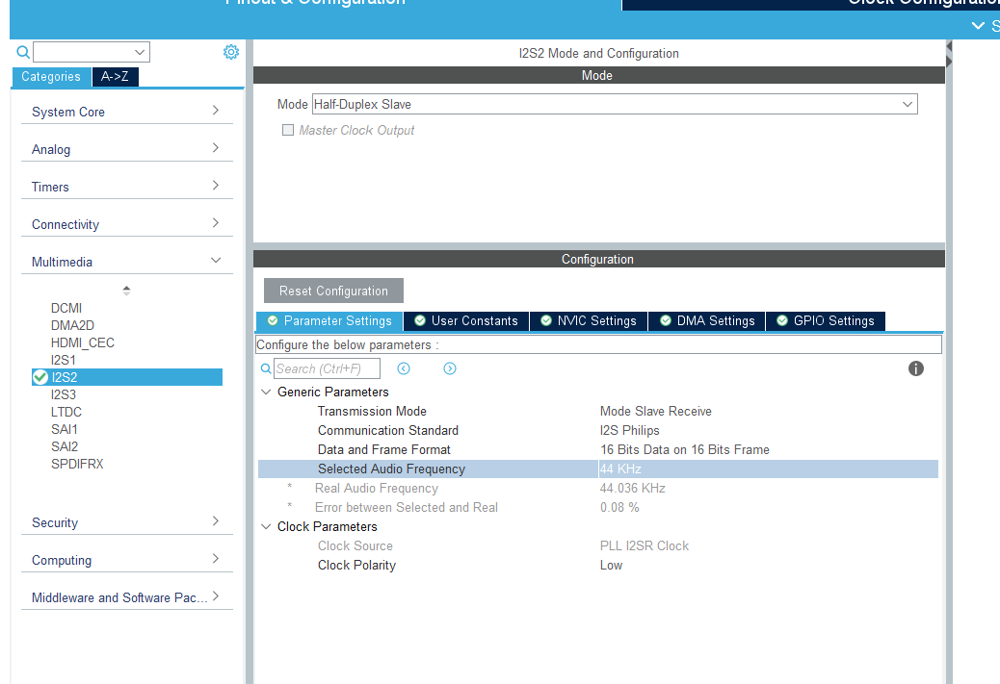 Pinout & Configuration
Clock Configuration
I2S2 Mode and Configuration
Categories
A->Z
Mode
System Core
Mode Half-Duplex Slave
Master Clock Output
Analog
Timers
Connectivity
Multimedia
DCMI
DMA2D
HDMI_CEC
I2S1
I2S2
I2S3
LTDC
SAI1
SAI2
SPDIFRX
Security
Computing
Middleware and Software Pac...
Configuration
Reset Configuration
Parameter Settings
User Constants
NVIC Settings
DMA Settings
GPIO Settings
Configure the below parameters :
Search (Ctrl+F)
Generic Parameters
Transmission Mode Mode Slave Receive
Communication Standard I2S Philips
Data and Frame Format 16 Bits Data on 16 Bits Frame
Selected Audio Frequency 44 KHz
* Real Audio Frequency 44.036 KHz
* Error between Selected and Real 0.08 %
Clock Parameters
Clock Source PLL I2SR Clock
Clock Polarity Low